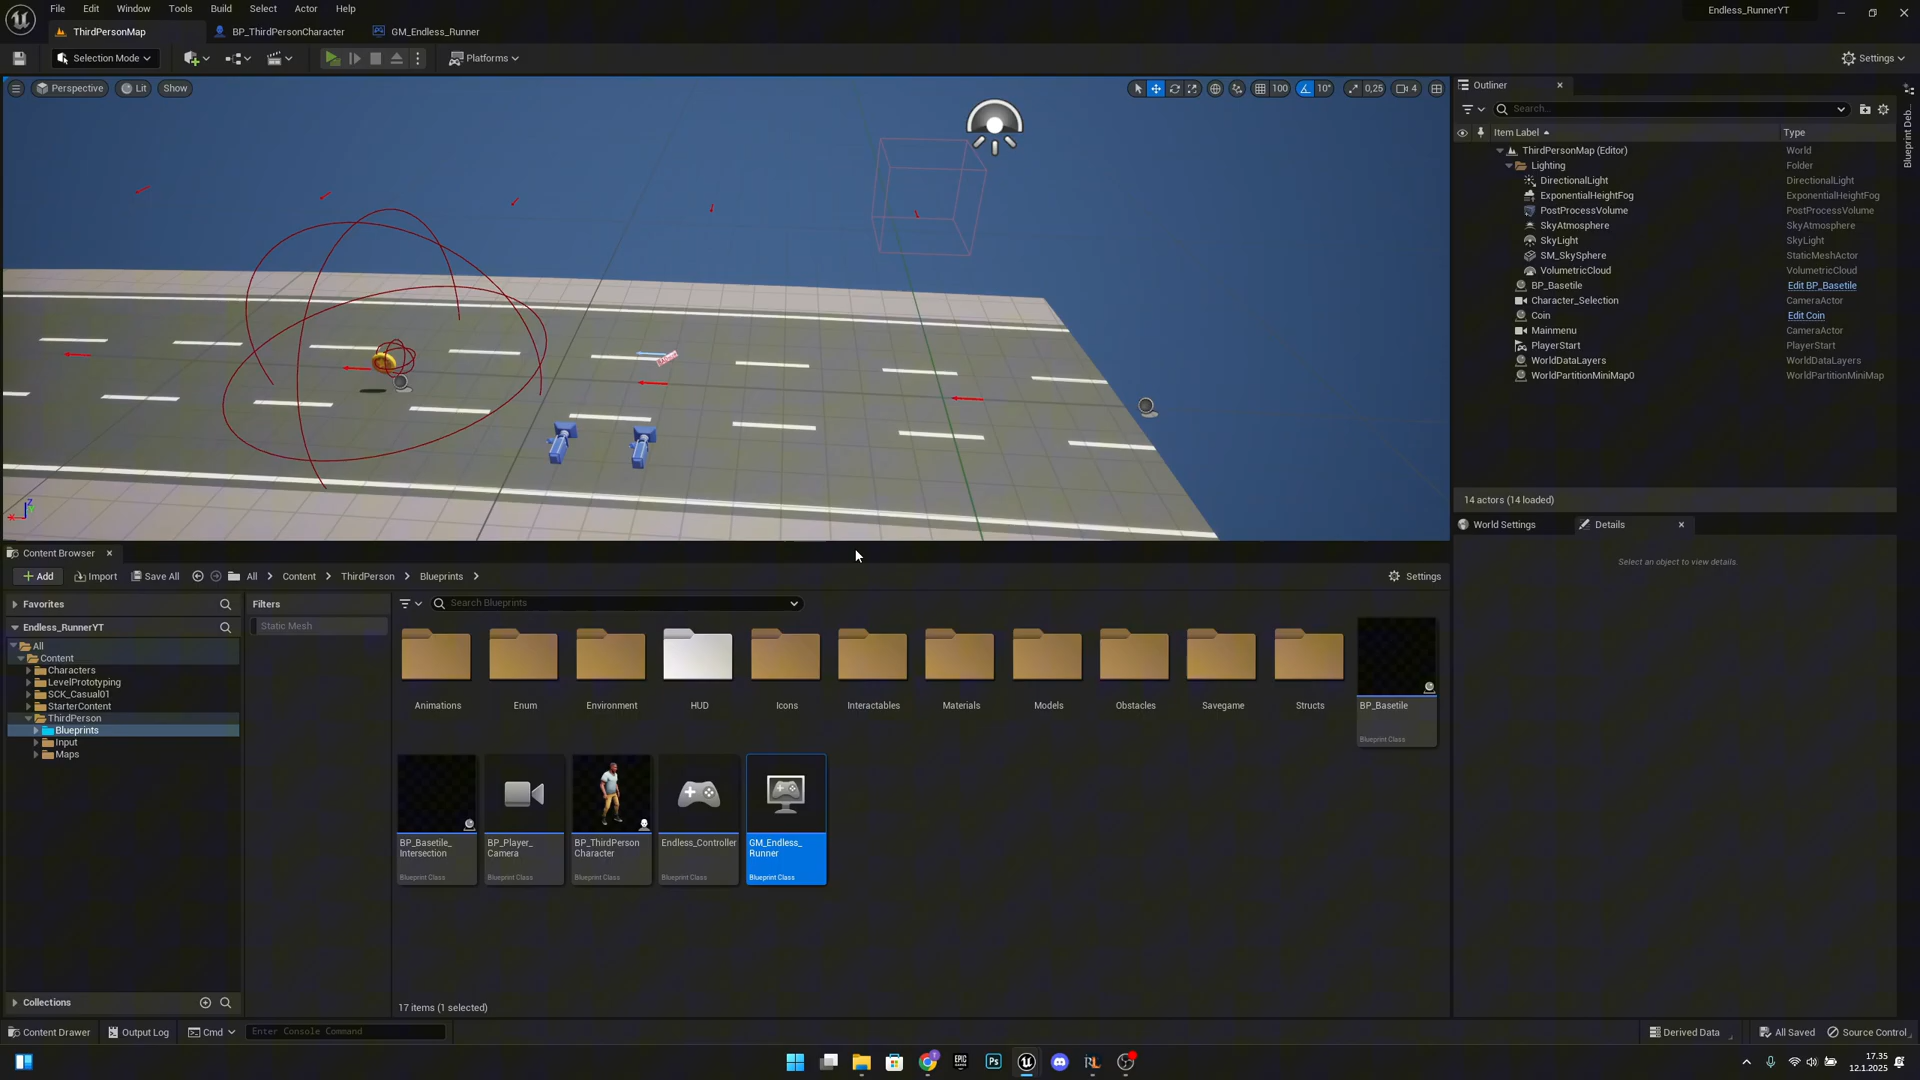 File Edit Window Tools Build Select Actor Help
Endless_RunnerYT
ThirdPersonMap
BP_ThirdPersonCharacter
GM_Endless_Runner
Selection Mode
Platforms
Settings
Perspective
Lit
Show
100
10°
0,25
4
Outliner
Search...
Item Label
Type
ThirdPersonMap (Editor) World
Lighting Folder
DirectionalLight DirectionalLight
ExponentialHeightFog ExponentialHeightFog
PostProcessVolume PostProcessVolume
SkyAtmosphere SkyAtmosphere
SkyLight SkyLight
SM_SkySphere StaticMeshActor
VolumetricCloud VolumetricCloud
BP_Basetile Edit BP_Basetile
Character_Selection CameraActor
Coin Edit Coin
Mainmenu CameraActor
PlayerStart PlayerStart
WorldDataLayers WorldDataLayers
WorldPartitionMiniMap0 WorldPartitionMiniMap
14 actors (14 loaded)
Blueprint Deb...
World Settings
Details
Select an object to view details.
Content Browser
Add
Import
Save All
All
Content
ThirdPerson
Blueprints
Settings
Favorites
Endless_RunnerYT
All
Content
Characters
LevelPrototyping
SCK_Casual01
StarterContent
ThirdPerson
Blueprints
Input
Maps
Collections
Filters
Static Mesh
Search Blueprints
Animations
Enum
Environment
HUD
Icons
Interactables
Materials
Models
Obstacles
Savegame
Structs
BP_Basetile
Blueprint Class
BP_Basetile_
Intersection
Blueprint Class
BP_Player_
Camera
Blueprint Class
BP_ThirdPerson
Character
Blueprint Class
Endless_Controller
Blueprint Class
GM_Endless_
Runner
Blueprint Class
17 items (1 selected)
Content Drawer
Output Log
Cmd
Enter Console Command
Derived Data
All Saved
Source Control
EPIC
Ps
17.35
12.1.2025